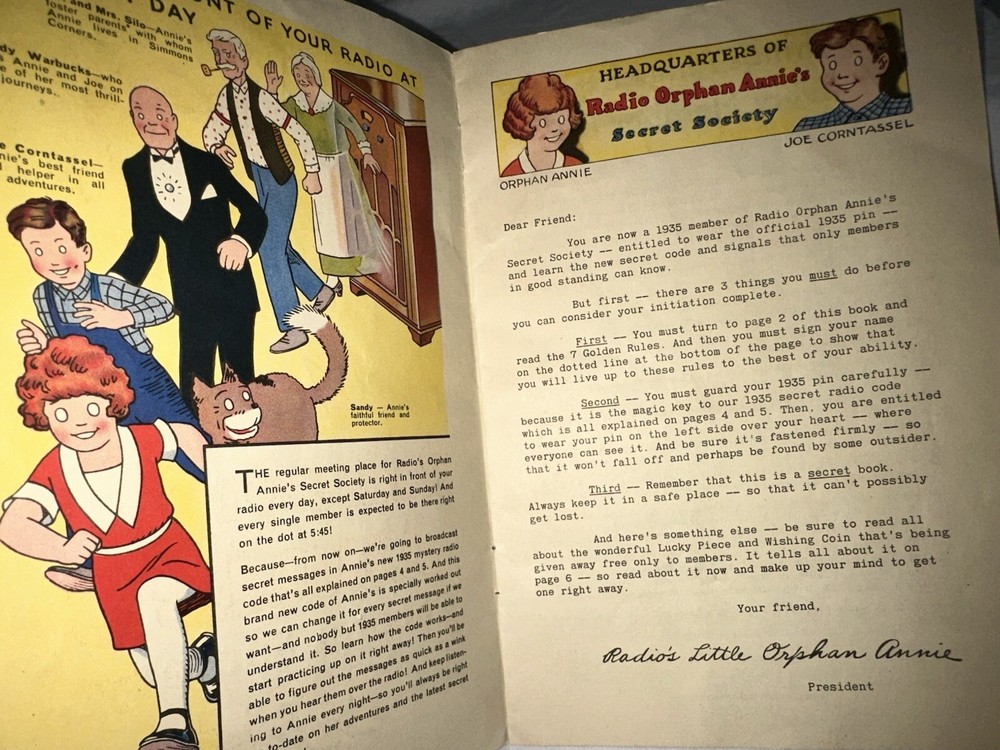 NT OF YOUR RADIO AT
DAY
and Mrs. Silo—Annie's
foster parents, with whom
Annie lives in Simmons
Corners.
dy Warbucks—who
s Annie and Joe on
e of her most thrill-
journeys.
e Corntassel—
nie's best friend
helper in all
adventures.
Sandy — Annie's
faithful friend and
protector.
THE regular meeting place for Radio's Orphan
Annie's Secret Society is right in front of your
radio every day, except Saturday and Sunday! And
every single member is expected to be there right
on the dot at 5:45!
Because—from now on—we're going to broadcast
secret messages in Annie's new 1935 mystery radio
code that's all explained on pages 4 and 5. And this
brand new code of Annie's is specially worked out
so we can change it for every secret message if we
want—and nobody but 1935 members will be able to
understand it. So learn how the code works—and
start practicing up on it right away! Then you'll be
able to figure out the messages as quick as a wink
when you hear them over the radio! And keep listen-
ing to Annie every night—so you'll always be right
to-date on her adventures and the latest secret
HEADQUARTERS OF
Radio Orphan Annie's
Secret Society
ORPHAN ANNIE
JOE CORNTASSEL
Dear Friend:
You are now a 1935 member of Radio Orphan Annie's
Secret Society -- entitled to wear the official 1935 pin --
and learn the new secret code and signals that only members
in good standing can know.
But first -- there are 3 things you must do before
you can consider your initiation complete.
First -- You must turn to page 2 of this book and
read the 7 Golden Rules. And then you must sign your name
on the dotted line at the bottom of the page to show that
you will live up to these rules to the best of your ability.
Second -- You must guard your 1935 pin carefully --
because it is the magic key to our 1935 secret radio code
which is all explained on pages 4 and 5. Then, you are entitled
to wear your pin on the left side over your heart -- where
everyone can see it. And be sure it's fastened firmly -- so
that it won't fall off and perhaps be found by some outsider.
Third -- Remember that this is a secret book.
Always keep it in a safe place -- so that it can't possibly
get lost.
And here's something else -- be sure to read all
about the wonderful Lucky Piece and Wishing Coin that's being
given away free only to members. It tells all about it on
page 6 -- so read about it now and make up your mind to get
one right away.
Your friend,
Radio's Little Orphan Annie
President